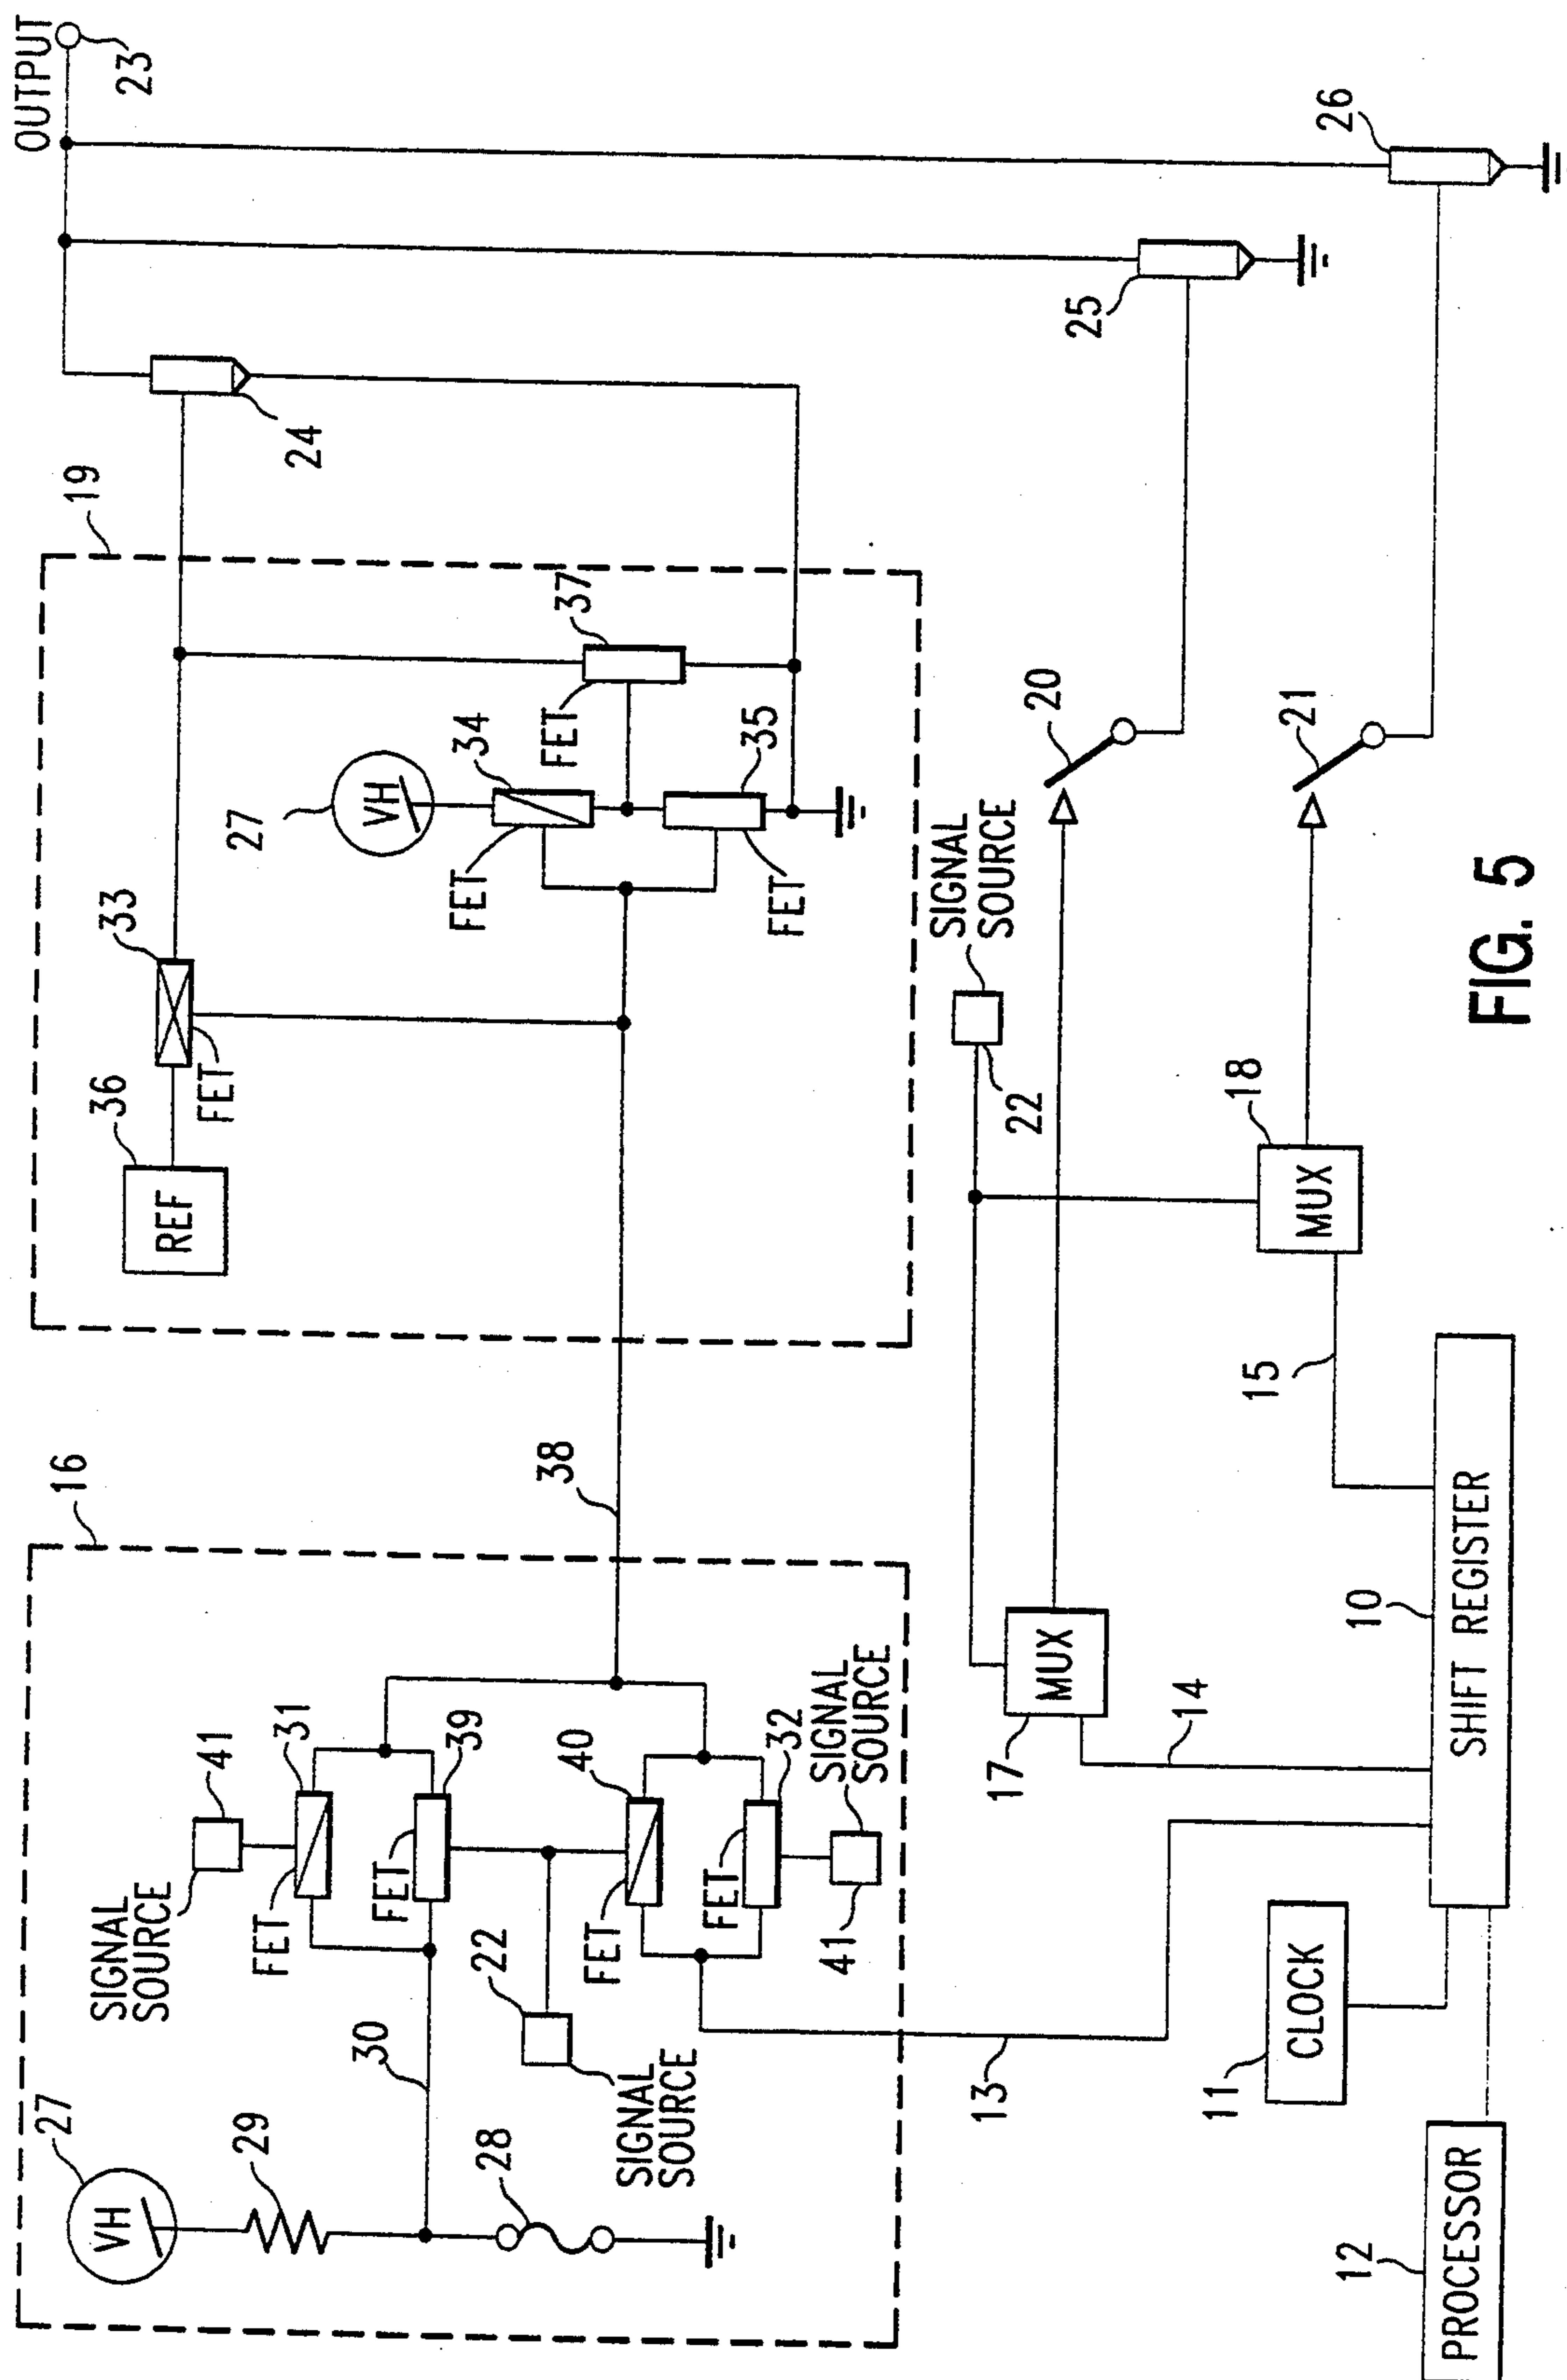 OUTPUT
23
26
25
24
19
37
FET
34
FET
35
FET
27
VH
33
FET
36
REF
20
21
SIGNAL
SOURCE
22
18
MUX
15
38
16
41
SIGNAL
SOURCE
31
FET
39
FET
40
FET
32
FET
SIGNAL
SOURCE
41
22
SIGNAL
SOURCE
30
27
VH
29
28
17
MUX
14
13
10
SHIFT REGISTER
11
CLOCK
12
PROCESSOR
FIG. 5